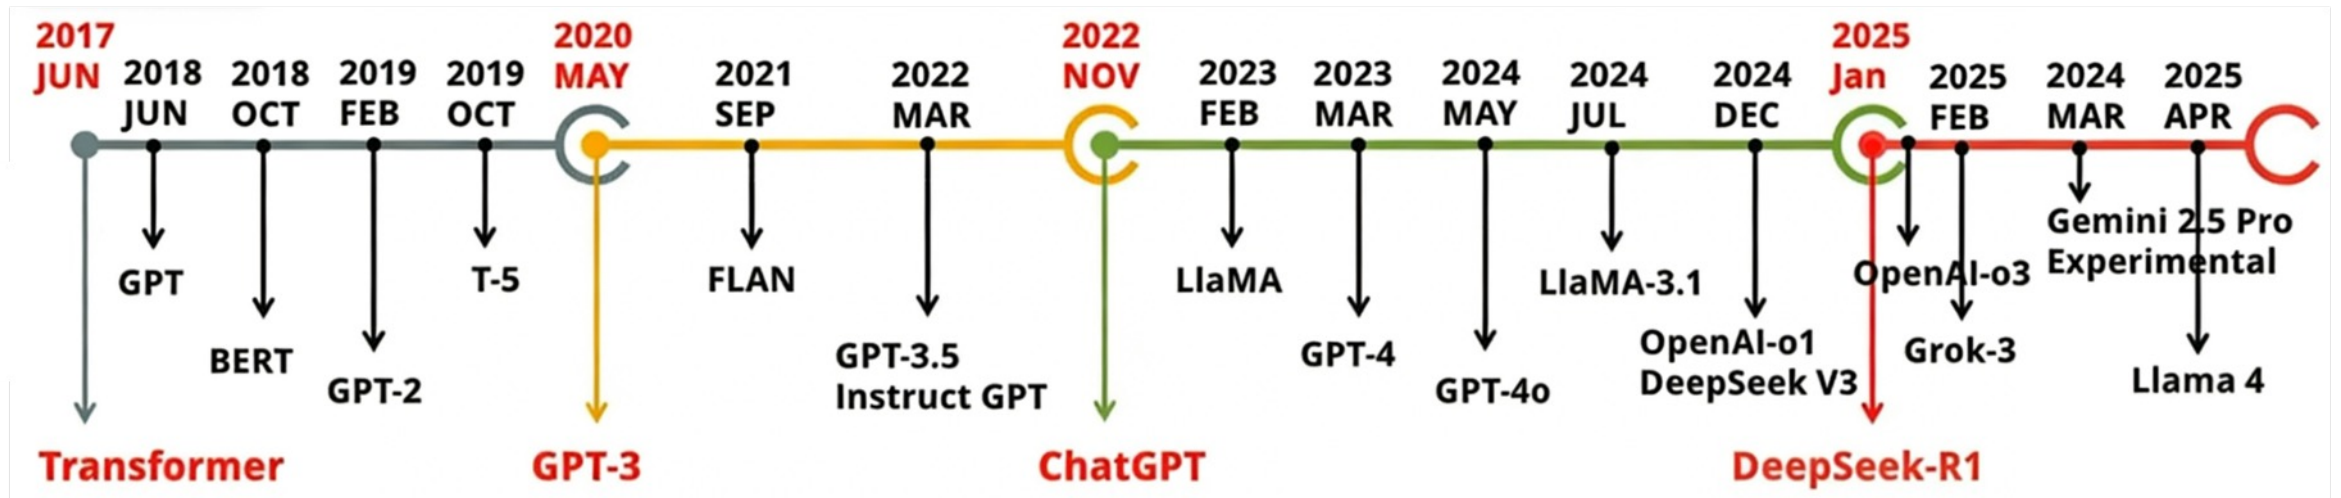 2017
JUN
2018
JUN
2018
OCT
2019
FEB
2019
OCT
2020
MAY
2021
SEP
2022
MAR
2022
NOV
2023
FEB
2023
MAR
2024
MAY
2024
JUL
2024
DEC
2025
Jan
2025
FEB
2024
MAR
2025
APR
GPT
BERT
GPT-2
T-5
FLAN
GPT-3.5
Instruct GPT
LlaMA
GPT-4
GPT-4o
LlaMA-3.1
OpenAI-o1
DeepSeek V3
OpenAI-o3
Grok-3
Gemini 2.5 Pro
Experimental
Llama 4
Transformer
GPT-3
ChatGPT
DeepSeek-R1